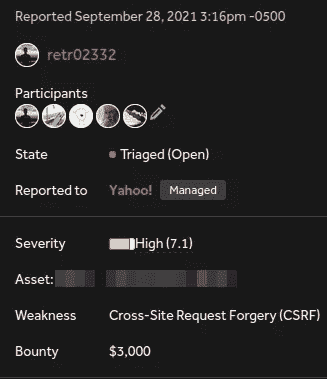 Reported September 28, 2021 3:16pm -0500
retr02332
Participants
State Triaged (Open)
Reported to Yahoo! Managed
Severity High (7.1)
Asset:
Weakness Cross-Site Request Forgery (CSRF)
Bounty $3,000